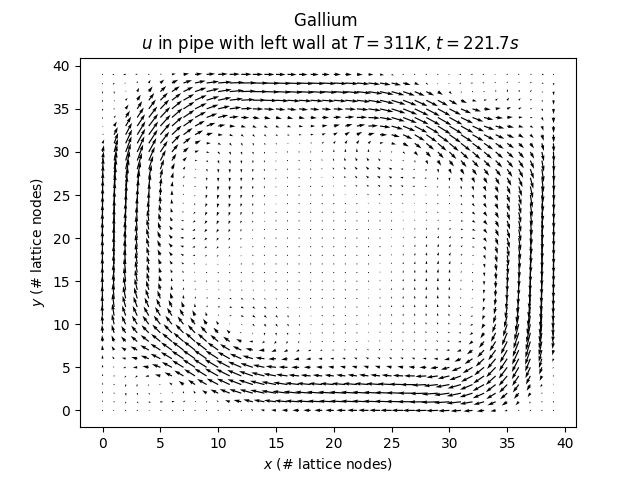 Gallium
u in pipe with left wall at T = 311K, t = 221.7s
40
35
30
25
20
15
10
5
0
y (# lattice nodes)
0 5 10 15 20 25 30 35 40
x (# lattice nodes)